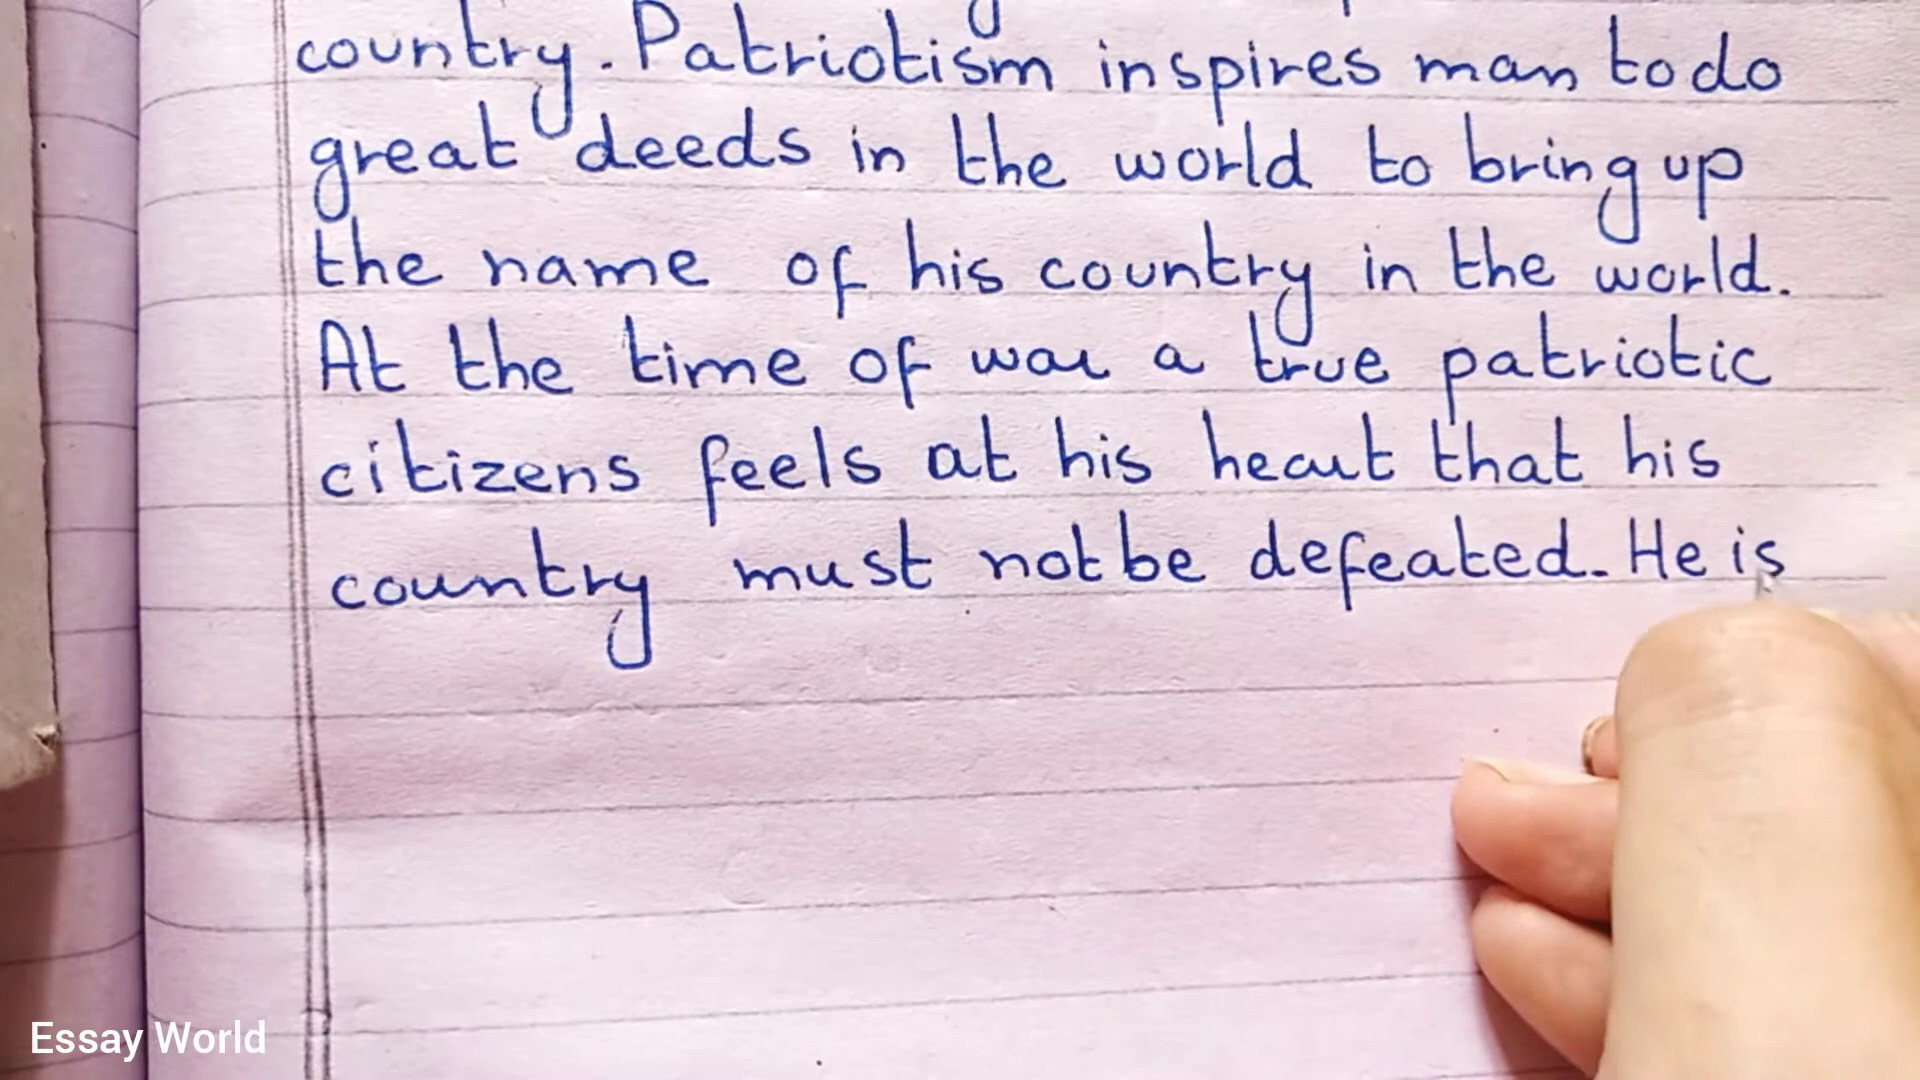 country. Patriotism inspires man to do
great deeds in the world to bring up
the name of his country in the world.
At the time of war a true patriotic
citizens feels at his heart that his
country must not be defeated. He is
Essay World